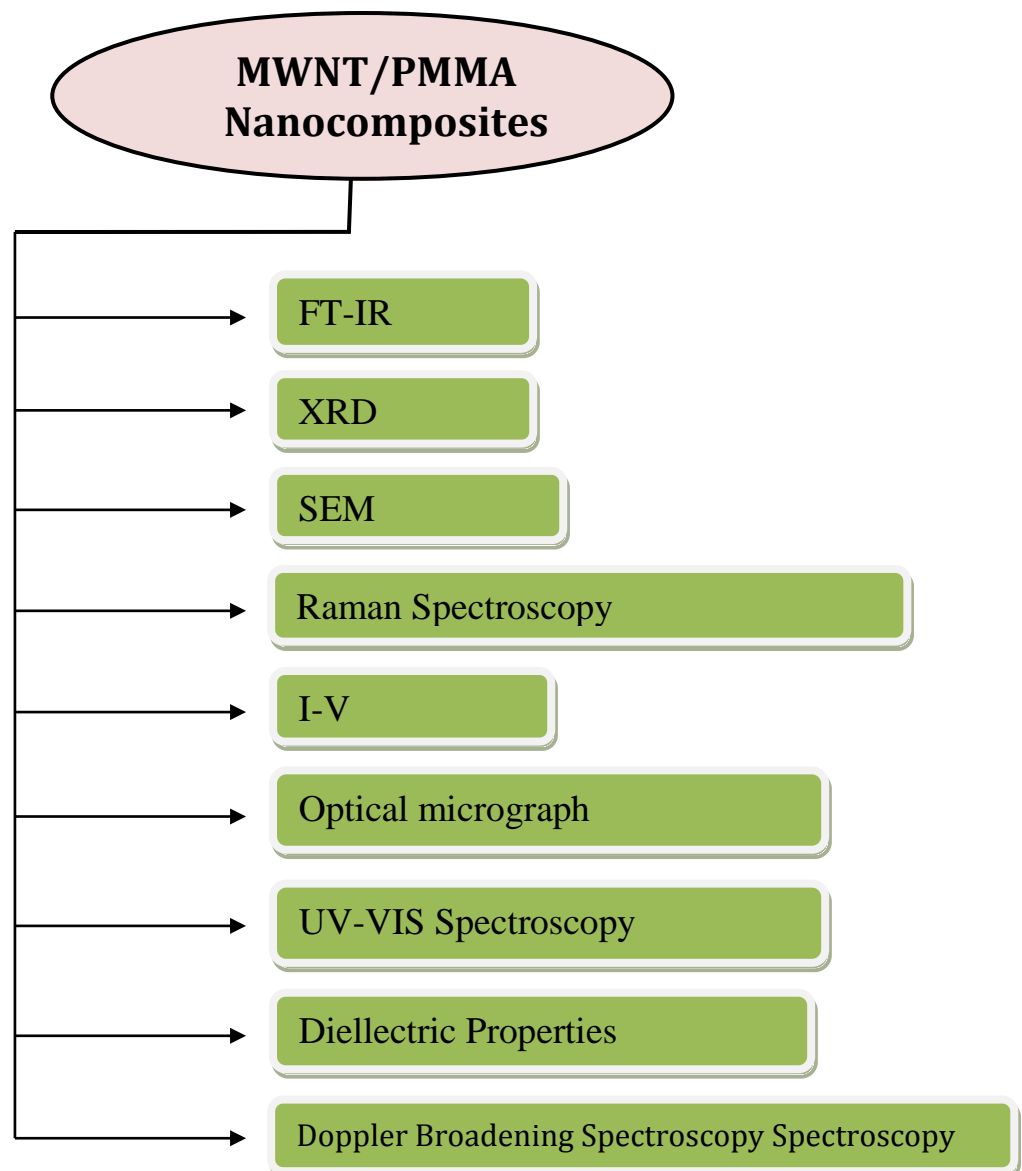 MWNT/PMMA
Nanocomposites
FT-IR
XRD
SEM
Raman Spectroscopy
I-V
Optical micrograph
UV-VIS Spectroscopy
Diellectric Properties
Doppler Broadening Spectroscopy Spectroscopy